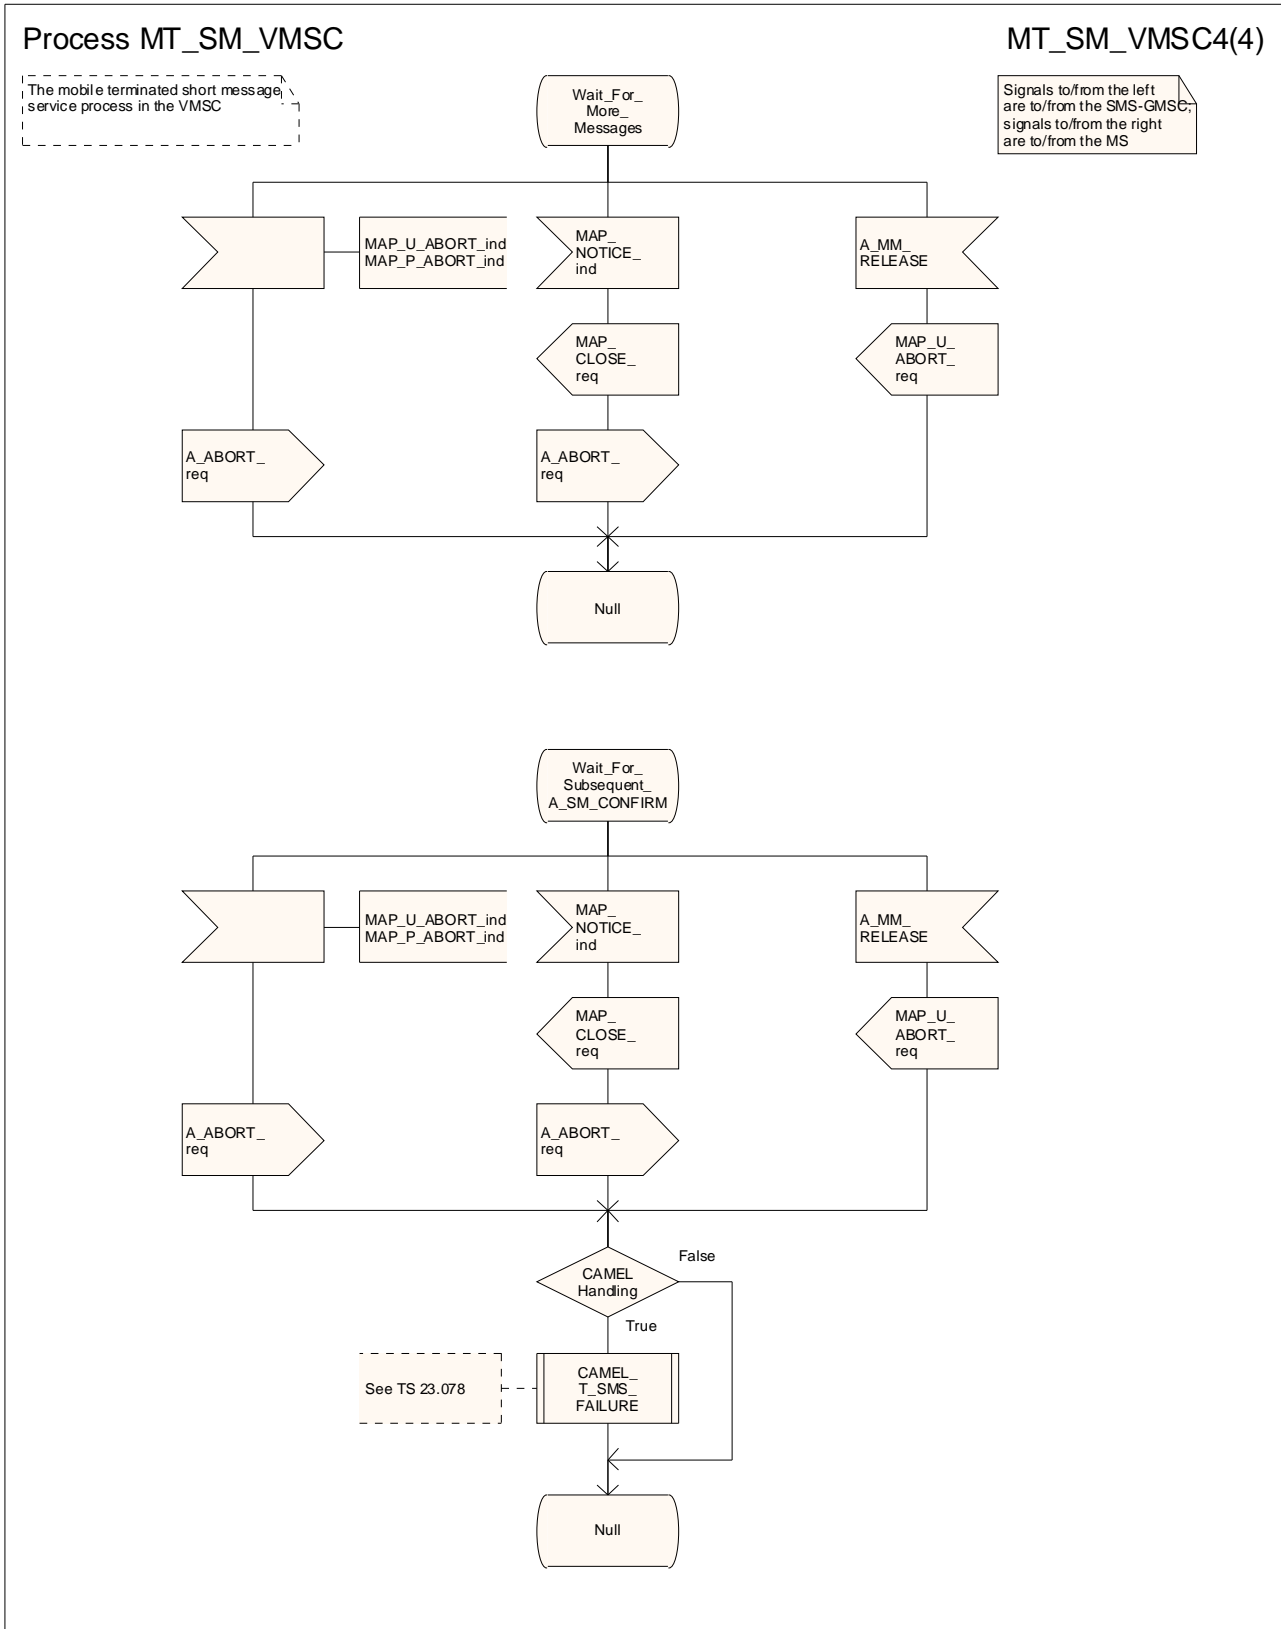 Process MT_SM_VMSC
MT_SM_VMSC4(4)
The mobile terminated short message
service process in the VMSC
Signals to/from the left
are to/from the SMS-GMSC;
signals to/from the right
are to/from the MS
Wait_For_
More_
Messages
MAP_U_ABORT_ind
MAP_P_ABORT_ind
MAP_
NOTICE_
ind
A_MM_
RELEASE
MAP_
CLOSE_
req
MAP_U_
ABORT_
req
A_ABORT_
req
A_ABORT_
req
Null
Wait_For_
Subsequent_
A_SM_CONFIRM
MAP_U_ABORT_ind
MAP_P_ABORT_ind
MAP_
NOTICE_
ind
A_MM_
RELEASE
MAP_
CLOSE_
req
MAP_U_
ABORT_
req
A_ABORT_
req
A_ABORT_
req
CAMEL
Handling
False
True
See TS 23.078
CAMEL_
T_SMS_
FAILURE
Null